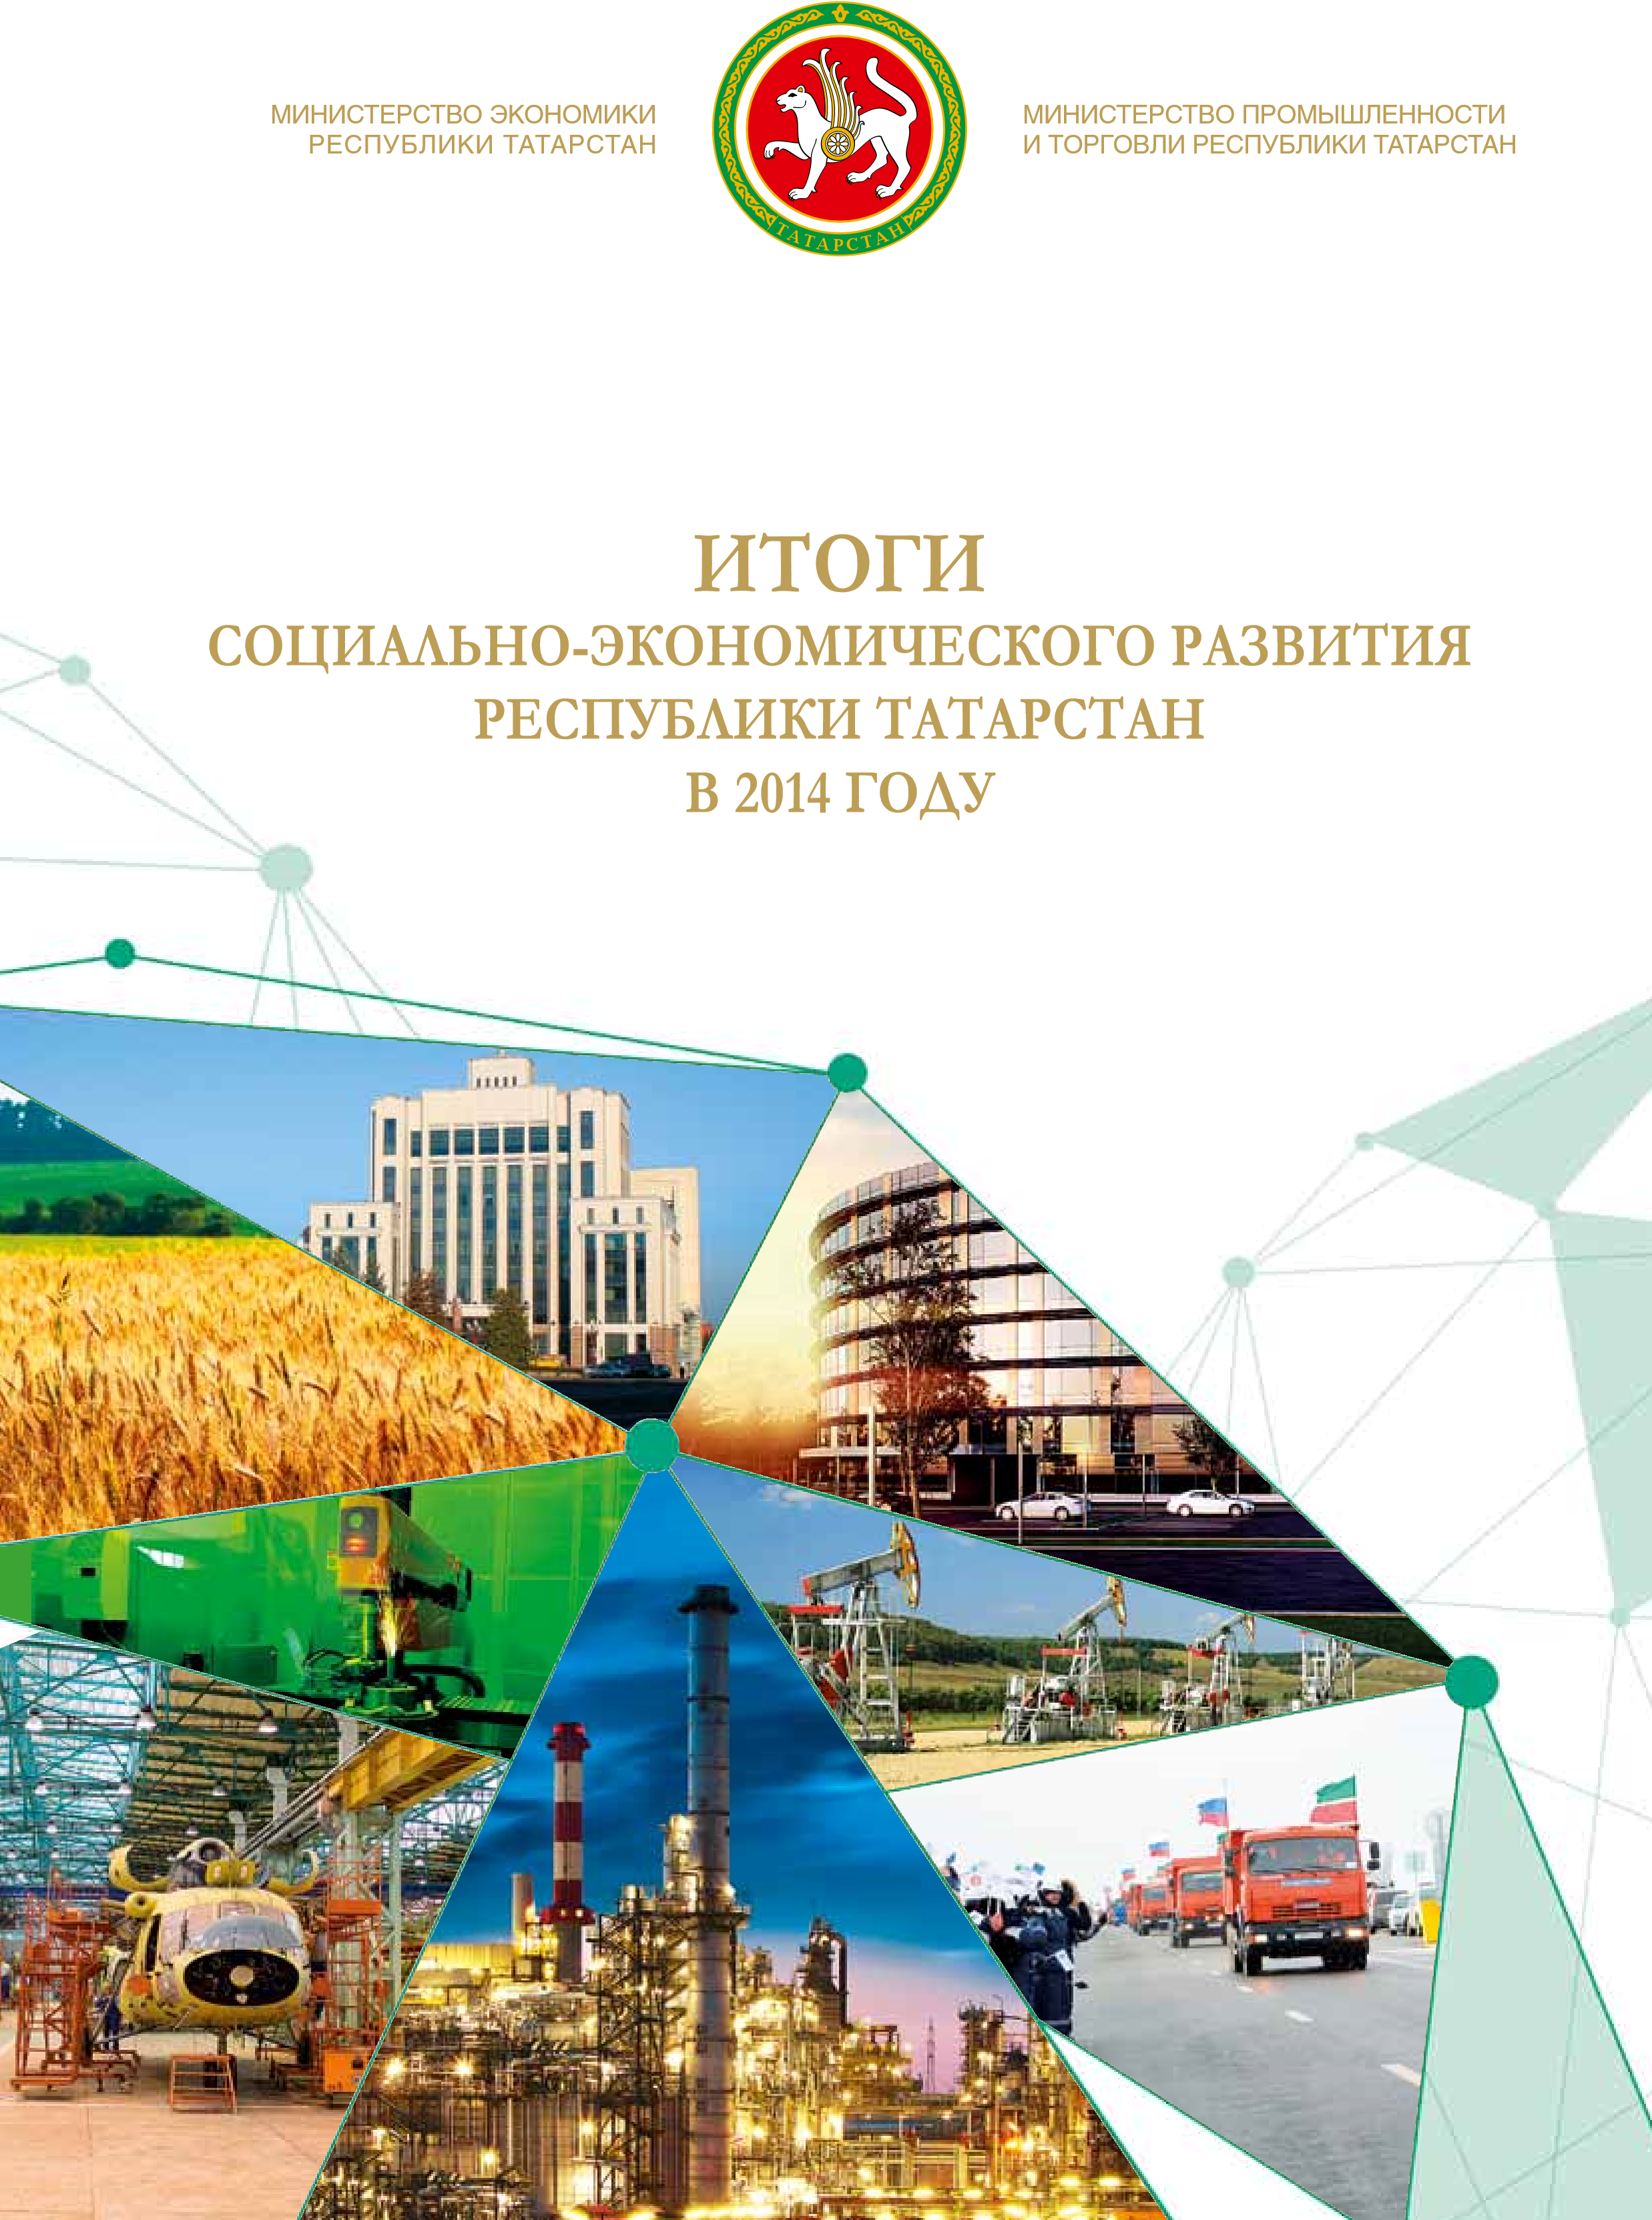 МИНИСТЕРСТВО ЭКОНОМИКИ
РЕСПУБЛИКИ ТАТАРСТАН
ТАТАРСТАН
МИНИСТЕРСТВО ПРОМЫШЛЕННОСТИ
И ТОРГОВЛИ РЕСПУБЛИКИ ТАТАРСТАН
ИТОГИ
СОЦИАЛЬНО-ЭКОНОМИЧЕСКОГО РАЗВИТИЯ
РЕСПУБЛИКИ ТАТАРСТАН
В 2014 ГОДУ